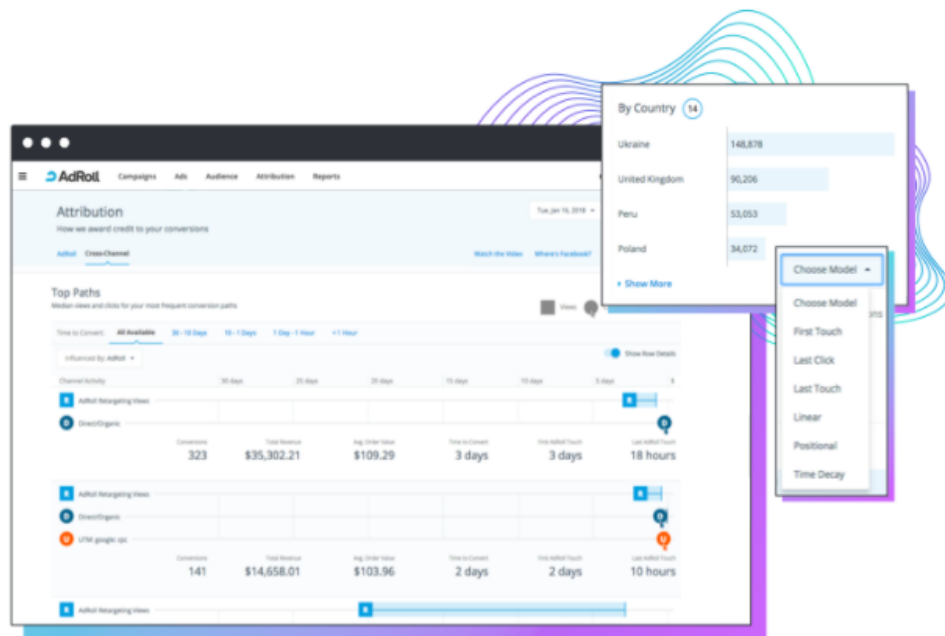 By Country 14
Ukraine 148,878
United Kingdom 90,206
Peru 53,053
Poland 34,072
Show More
AdRoll Campaigns Ads Audience Attribution Reports
Attribution
How we award credit to your conversions
Tue, Jan 16, 2018
AdRoll Cross-Channel
Watch the Video Where's Facebook?
Choose Model
Choose Model
First Touch
Last Click
Last Touch
Linear
Positional
Time Decay
Top Paths
Median views and clicks for your most frequent conversion paths
Views
Time to Convert: All Available 30 - 10 Days 10 - 1 Days 1 Day - 1 Hour <1 Hour
Influenced By: AdRoll
Show Row Details
Channel Activity 30 days 25 days 20 days 15 days 10 days 5 days
R AdRoll Retargeting Views R
D Direct/Organic D
Conversions Total Revenue Avg. Order Value Time to Convert First AdRoll Touch Last AdRoll Touch
323 $35,302.21 $109.29 3 days 3 days 18 hours
R AdRoll Retargeting Views R
D Direct/Organic D
U UTM google: cpc U
Conversions Total Revenue Avg. Order Value Time to Convert First AdRoll Touch Last AdRoll Touch
141 $14,658.01 $103.96 2 days 2 days 10 hours
R AdRoll Retargeting Views R